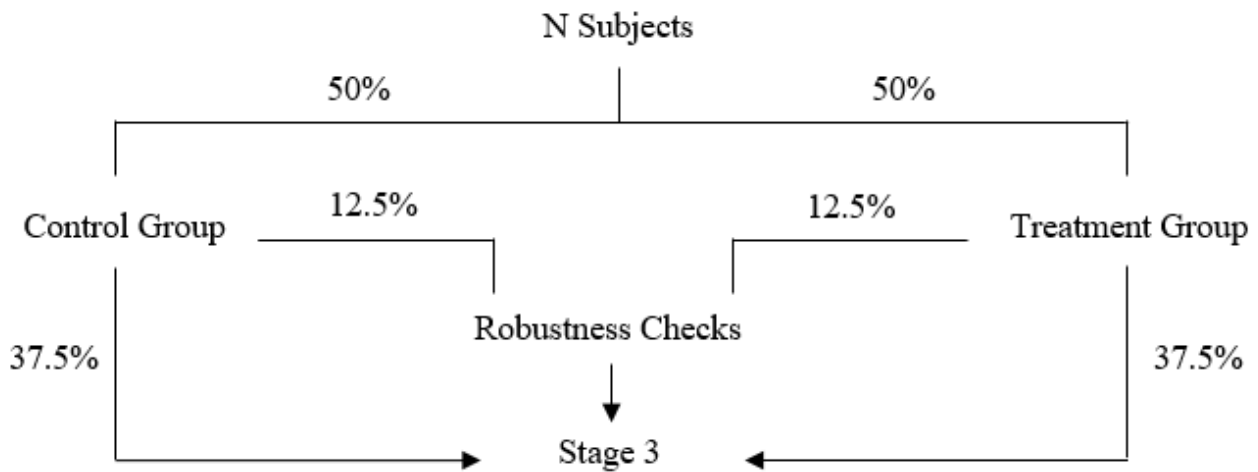 N Subjects
50%
50%
12.5%
12.5%
Control Group
Treatment Group
Robustness Checks
37.5%
37.5%
Stage 3